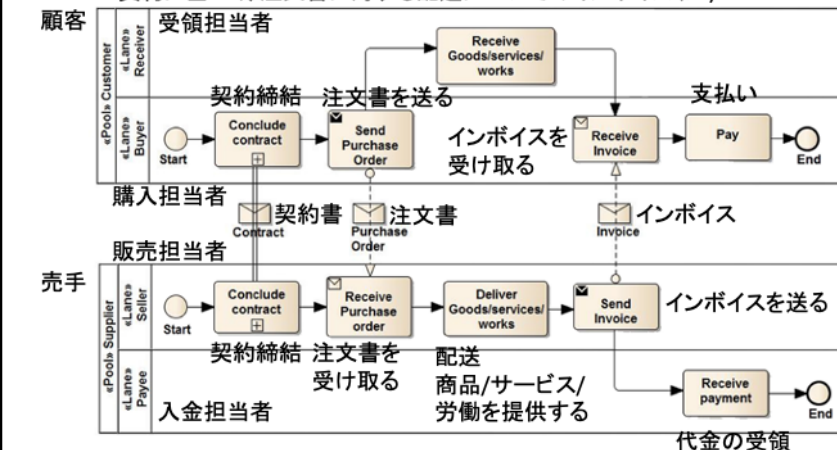 顧客
受領担当者
«Pool» Customer
«Lane»
Receiver
Receive
Goods/services/
works
契約締結
注文書を送る
支払い
«Lane»
Buyer
Start
Conclude
contract
Send
Purchase
Order
インボイスを
受け取る
Receive
Invoice
Pay
End
購入担当者
契約書
Contract
注文書
Purchase
Order
インボイス
Invoice
販売担当者
売手
«Pool» Supplier
«Lane»
Seller
Start
Conclude
contract
Receive
Purchase
order
Deliver
Goods/services/
works
Send
Invoice
インボイスを送る
契約締結
注文書を
受け取る
配送
商品/サービス/
労働を提供する
«Lane»
Payee
Receive
payment
End
入金担当者
代金の受領